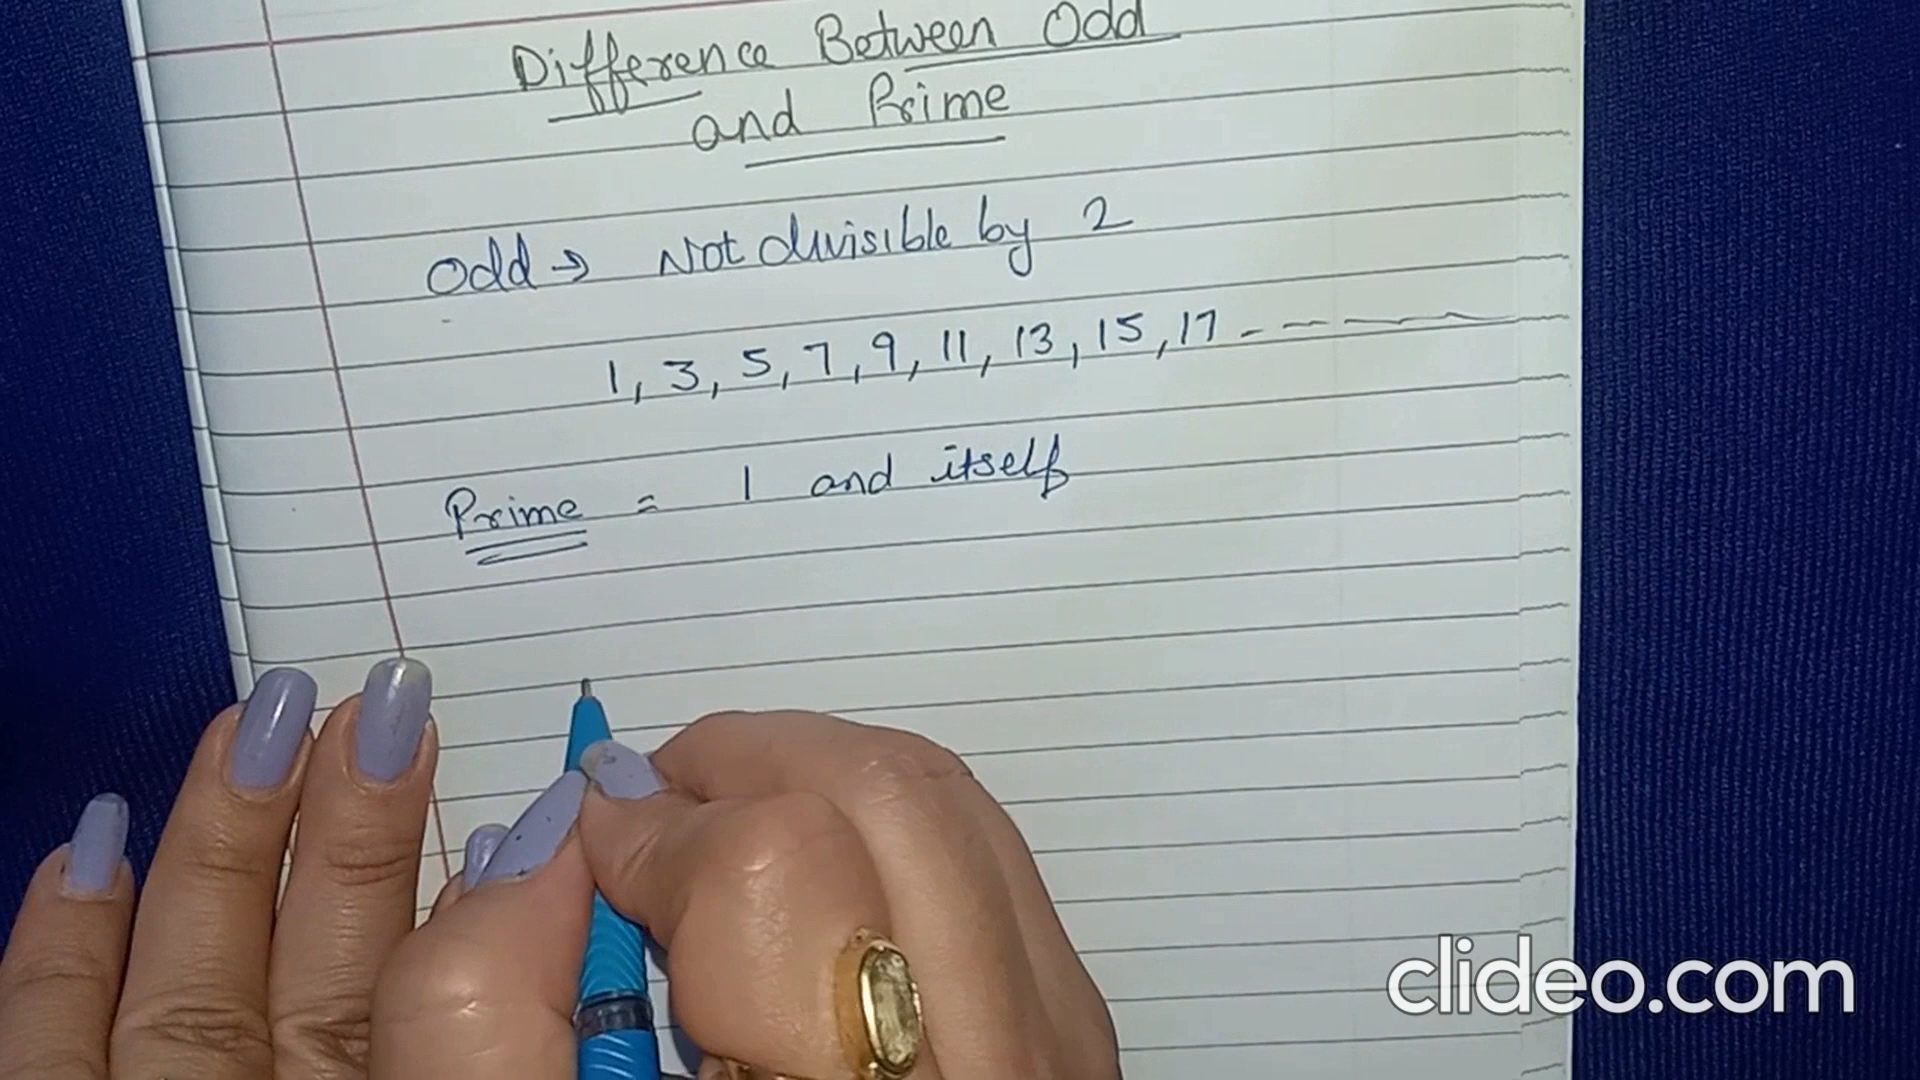 Difference Between Odd
and Prime
Odd → Not divisible by 2
1, 3, 5, 7, 9, 11, 13, 15, 17 - - - -
Prime = 1 and itself
clideo.com